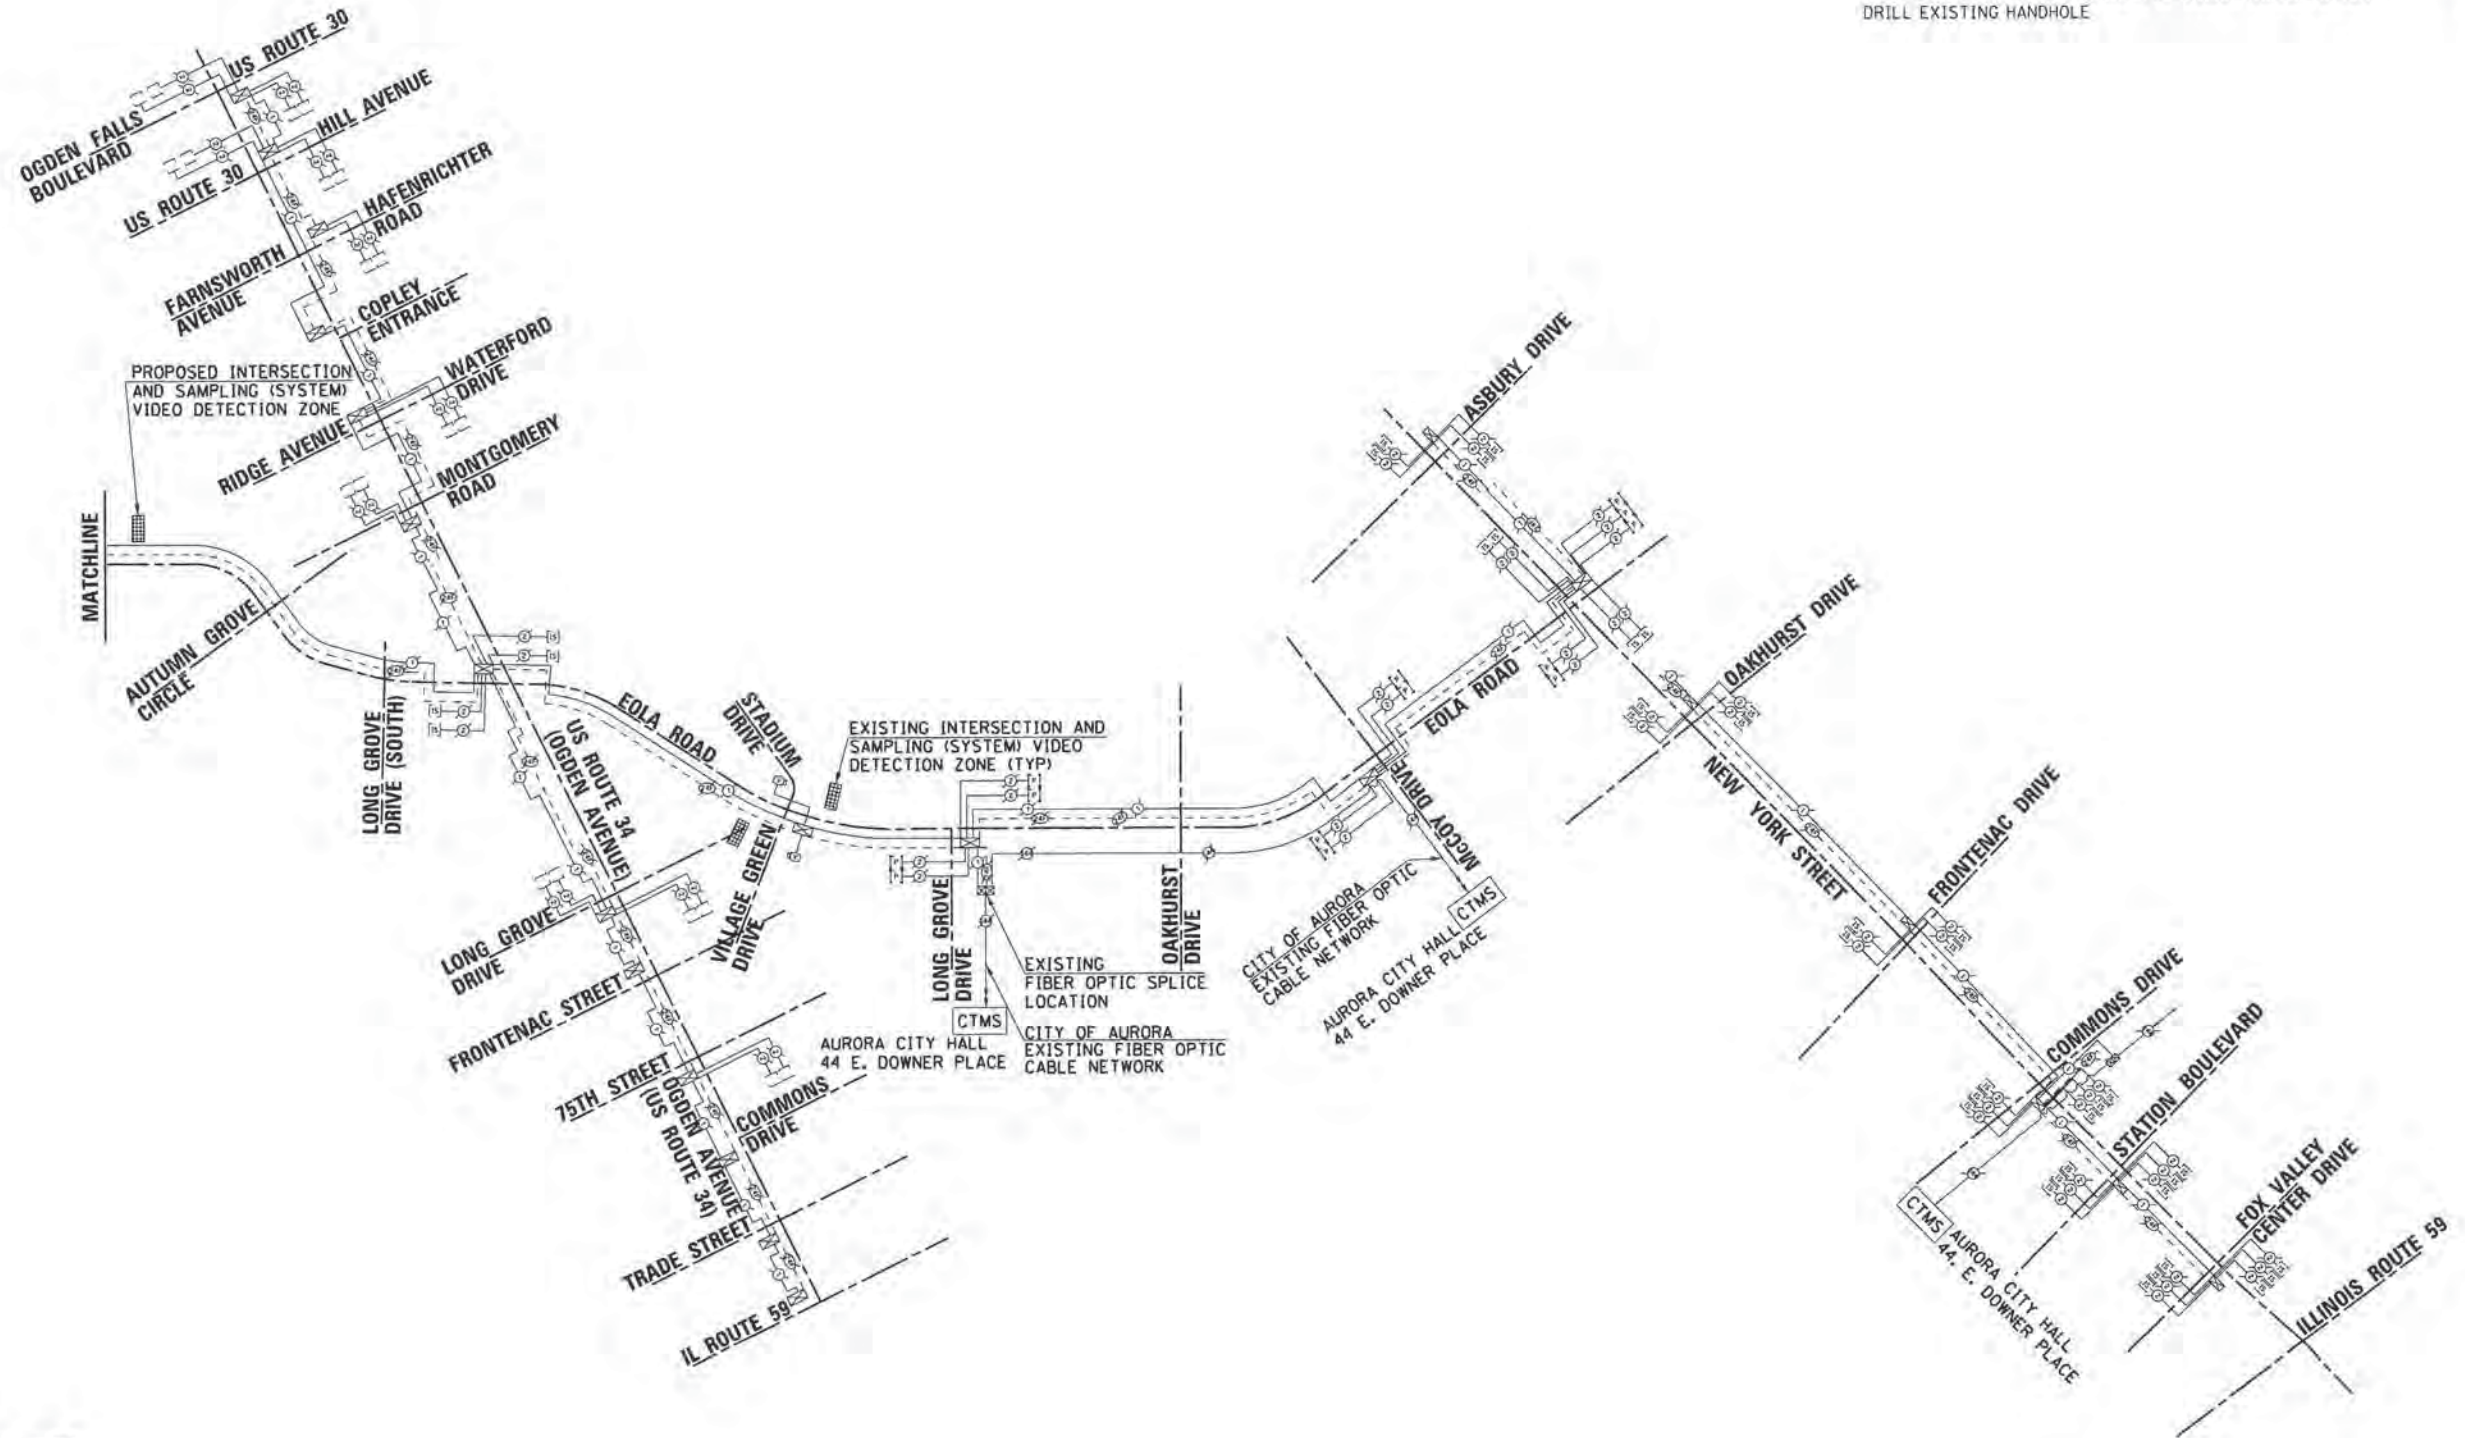 DRILL EXISTING HANDHOLE
US ROUTE 30
OGDEN FALLS
BOULEVARD
HILL AVENUE
US ROUTE 30
HAFENRICHTER
ROAD
FARNSWORTH
AVENUE
COPLEY
ENTRANCE
PROPOSED INTERSECTION
AND SAMPLING (SYSTEM)
VIDEO DETECTION ZONE
WATERFORD
DRIVE
RIDGE AVENUE
MONTGOMERY
ROAD
MATCHLINE
AUTUMN GROVE
CIRCLE
LONG GROVE
DRIVE (SOUTH)
US ROUTE 34
(OGDEN AVENUE)
EOLA ROAD
STADIUM
DRIVE
EXISTING INTERSECTION AND
SAMPLING (SYSTEM) VIDEO
DETECTION ZONE (TYP)
VILLAGE GREEN
DRIVE
LONG GROVE
DRIVE
FRONTENAC STREET
75TH STREET
OGDEN AVENUE
(US ROUTE 34)
COMMONS
DRIVE
TRADE STREET
IL ROUTE 59
LONG GROVE
DRIVE
CTMS
AURORA CITY HALL
44 E. DOWNER PLACE
EXISTING
FIBER OPTIC SPLICE
LOCATION
CITY OF AURORA
EXISTING FIBER OPTIC
CABLE NETWORK
OAKHURST
DRIVE
McCOY DRIVE
CITY OF AURORA
EXISTING FIBER OPTIC
CABLE NETWORK
CTMS
AURORA CITY HALL
44 E. DOWNER PLACE
EOLA ROAD
ASBURY DRIVE
OAKHURST DRIVE
NEW YORK STREET
FRONTENAC DRIVE
COMMONS DRIVE
STATION BOULEVARD
CTMS
AURORA CITY HALL
44. E. DOWNER PLACE
FOX VALLEY
CENTER DRIVE
ILLINOIS ROUTE 59